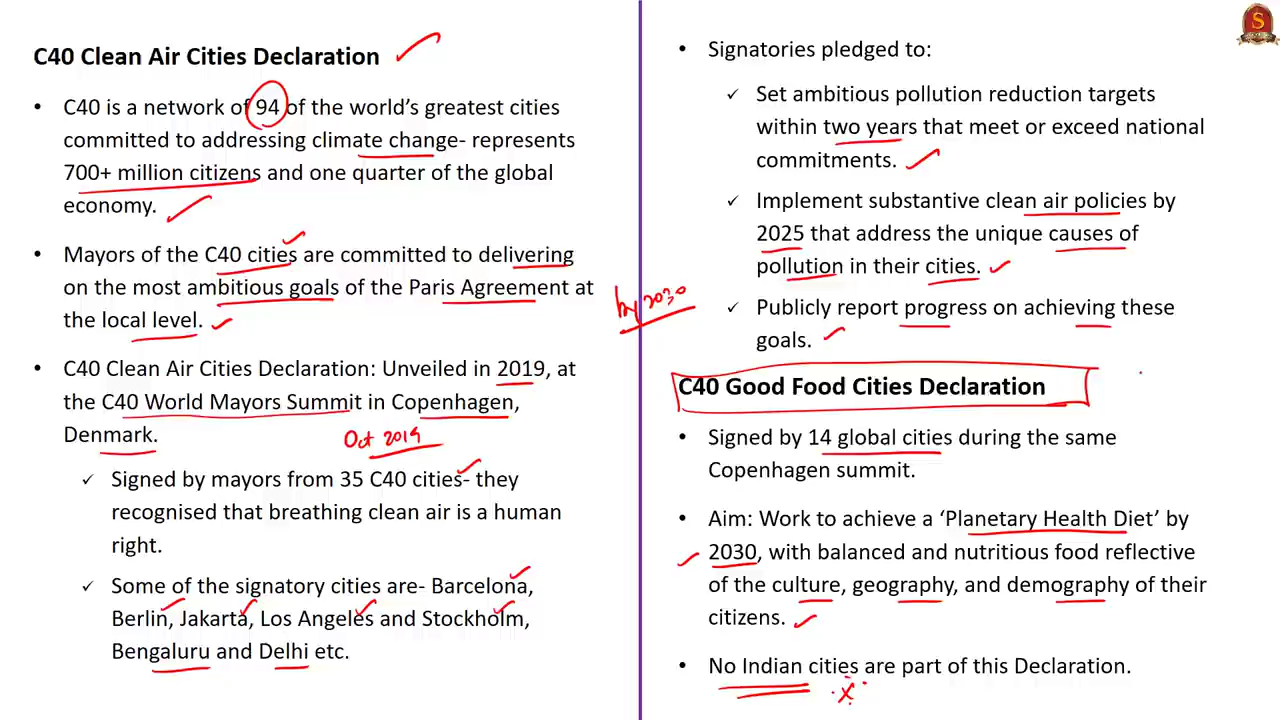 C40 Clean Air Cities Declaration
• C40 is a network of 94 of the world's greatest cities
committed to addressing climate change- represents
700+ million citizens and one quarter of the global
economy.
• Mayors of the C40 cities are committed to delivering
on the most ambitious goals of the Paris Agreement at
the local level.
• C40 Clean Air Cities Declaration: Unveiled in 2019, at
the C40 World Mayors Summit in Copenhagen,
Denmark.
Oct 2019
✓ Signed by mayors from 35 C40 cities- they
recognised that breathing clean air is a human
right.
✓ Some of the signatory cities are- Barcelona,
Berlin, Jakarta, Los Angeles and Stockholm,
Bengaluru and Delhi etc.
by 2030
• Signatories pledged to:
✓ Set ambitious pollution reduction targets
within two years that meet or exceed national
commitments.
✓ Implement substantive clean air policies by
2025 that address the unique causes of
pollution in their cities.
✓ Publicly report progress on achieving these
goals.
C40 Good Food Cities Declaration
• Signed by 14 global cities during the same
Copenhagen summit.
• Aim: Work to achieve a ‘Planetary Health Diet’ by
2030, with balanced and nutritious food reflective
of the culture, geography, and demography of their
citizens.
• No Indian cities are part of this Declaration.
S